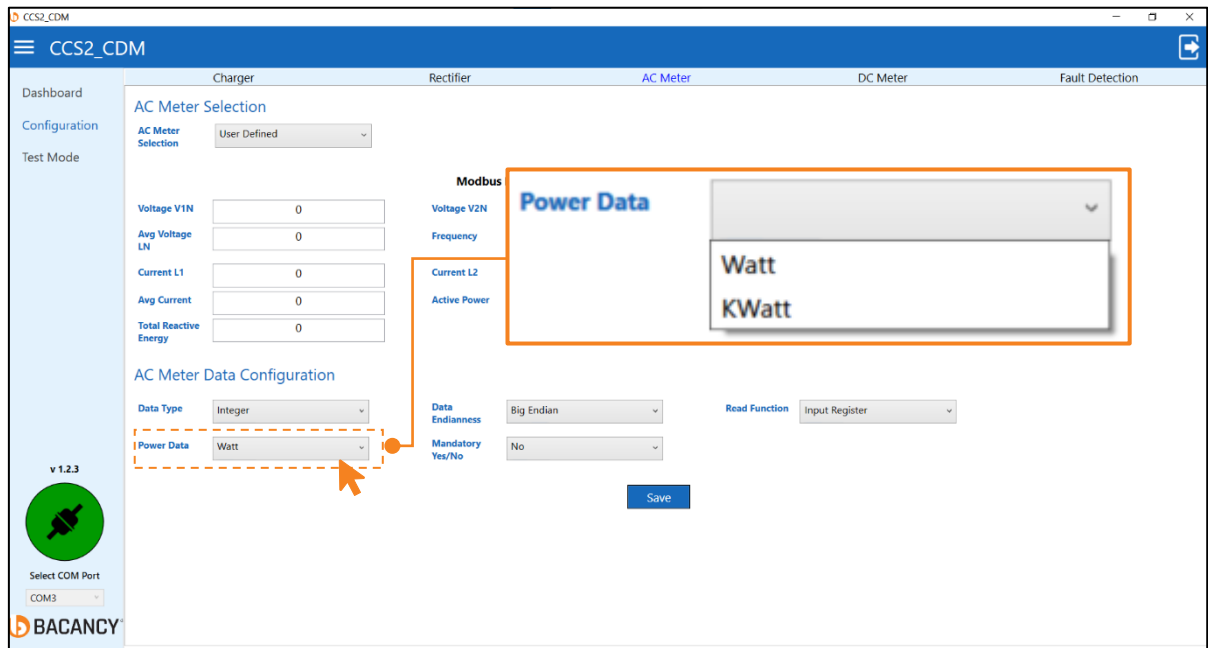 CCS2_CDM
CCS2_CDM
Charger Rectifier AC Meter DC Meter Fault Detection
Dashboard
Configuration
Test Mode
AC Meter Selection
AC Meter
Selection
User Defined
Modbus
Voltage V1N 0 Voltage V2N
Avg Voltage
LN
0 Frequency
Current L1 0 Current L2
Avg Current 0 Active Power
Total Reactive
Energy
0
Power Data
Watt
KWatt
AC Meter Data Configuration
Data Type Integer
Data
Endianness
Big Endian
Read Function Input Register
Power Data Watt
Mandatory
Yes/No
No
Save
v 1.2.3
Select COM Port
COM3
BACANCY